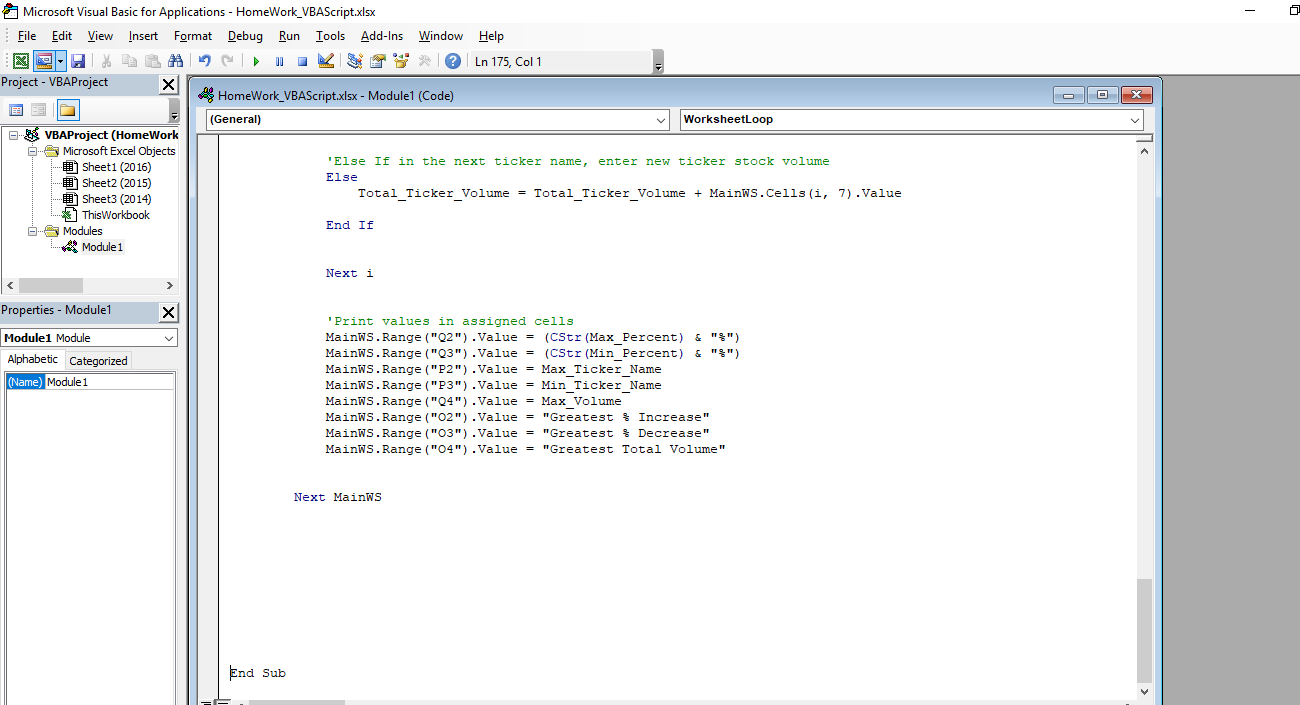 Microsoft Visual Basic for Applications - HomeWork_VBAScript.xlsx
File Edit View Insert Format Debug Run Tools Add-Ins Window Help
Ln 175, Col 1
Project - VBAProject
VBAProject (HomeWork
Microsoft Excel Objects
Sheet1 (2016)
Sheet2 (2015)
Sheet3 (2014)
ThisWorkbook
Modules
Module1
Properties - Module1
Module1 Module
Alphabetic Categorized
(Name) Module1
HomeWork_VBAScript.xlsx - Module1 (Code)
(General) WorksheetLoop
'Else If in the next ticker name, enter new ticker stock volume
Else
Total_Ticker_Volume = Total_Ticker_Volume + MainWS.Cells(i, 7).Value
End If
Next i
'Print values in assigned cells
MainWS.Range("Q2").Value = (CStr(Max_Percent) & "%")
MainWS.Range("Q3").Value = (CStr(Min_Percent) & "%")
MainWS.Range("P2").Value = Max_Ticker_Name
MainWS.Range("P3").Value = Min_Ticker_Name
MainWS.Range("Q4").Value = Max_Volume
MainWS.Range("O2").Value = "Greatest % Increase"
MainWS.Range("O3").Value = "Greatest % Decrease"
MainWS.Range("O4").Value = "Greatest Total Volume"
Next MainWS
End Sub